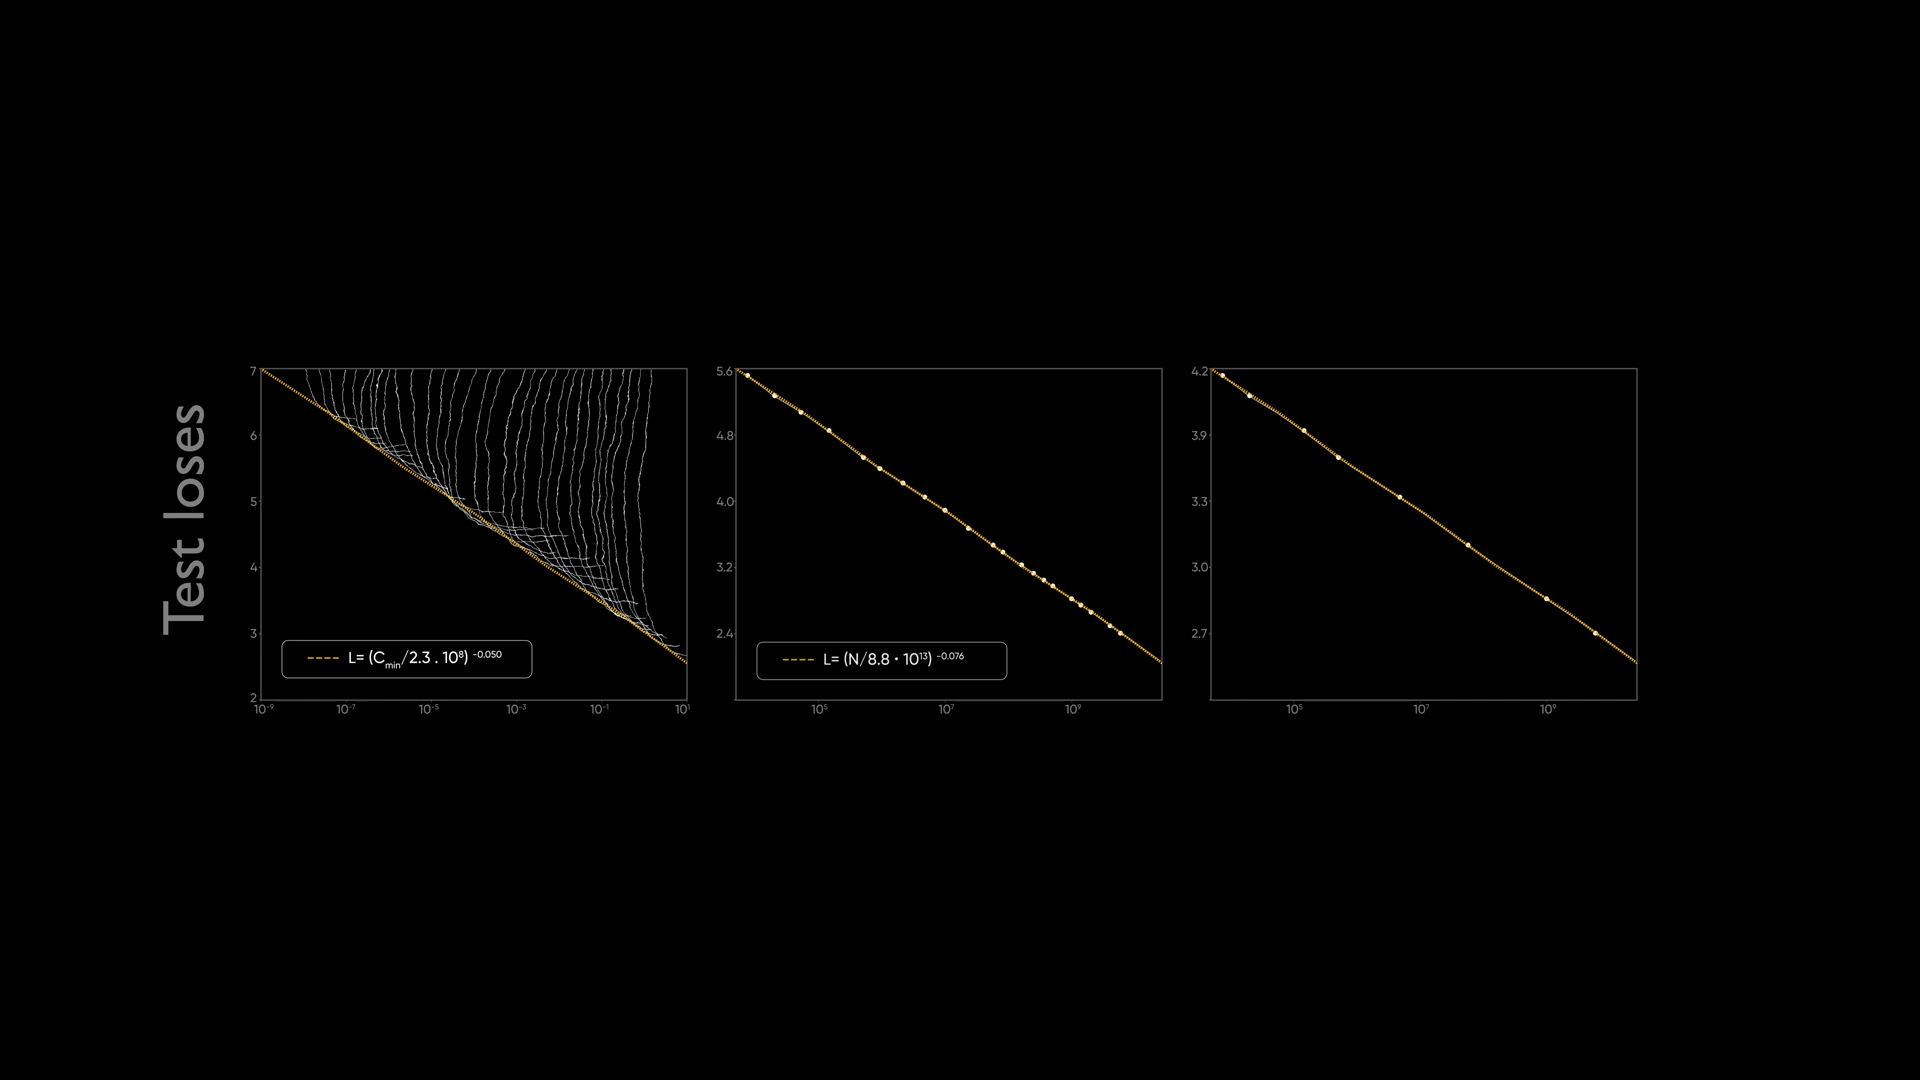 Test loses
7
6
5
4
3
2
10⁻⁹ 10⁻⁷ 10⁻⁵ 10⁻³ 10⁻¹ 10¹
L= (Cmin/2.3 . 10⁸) ⁻⁰·⁰⁵⁰
5.6
4.8
4.0
3.2
2.4
10⁵ 10⁷ 10⁹
L= (N/8.8 · 10¹³) ⁻⁰·⁰⁷⁶
4.2
3.9
3.3
3.0
2.7
10⁵ 10⁷ 10⁹